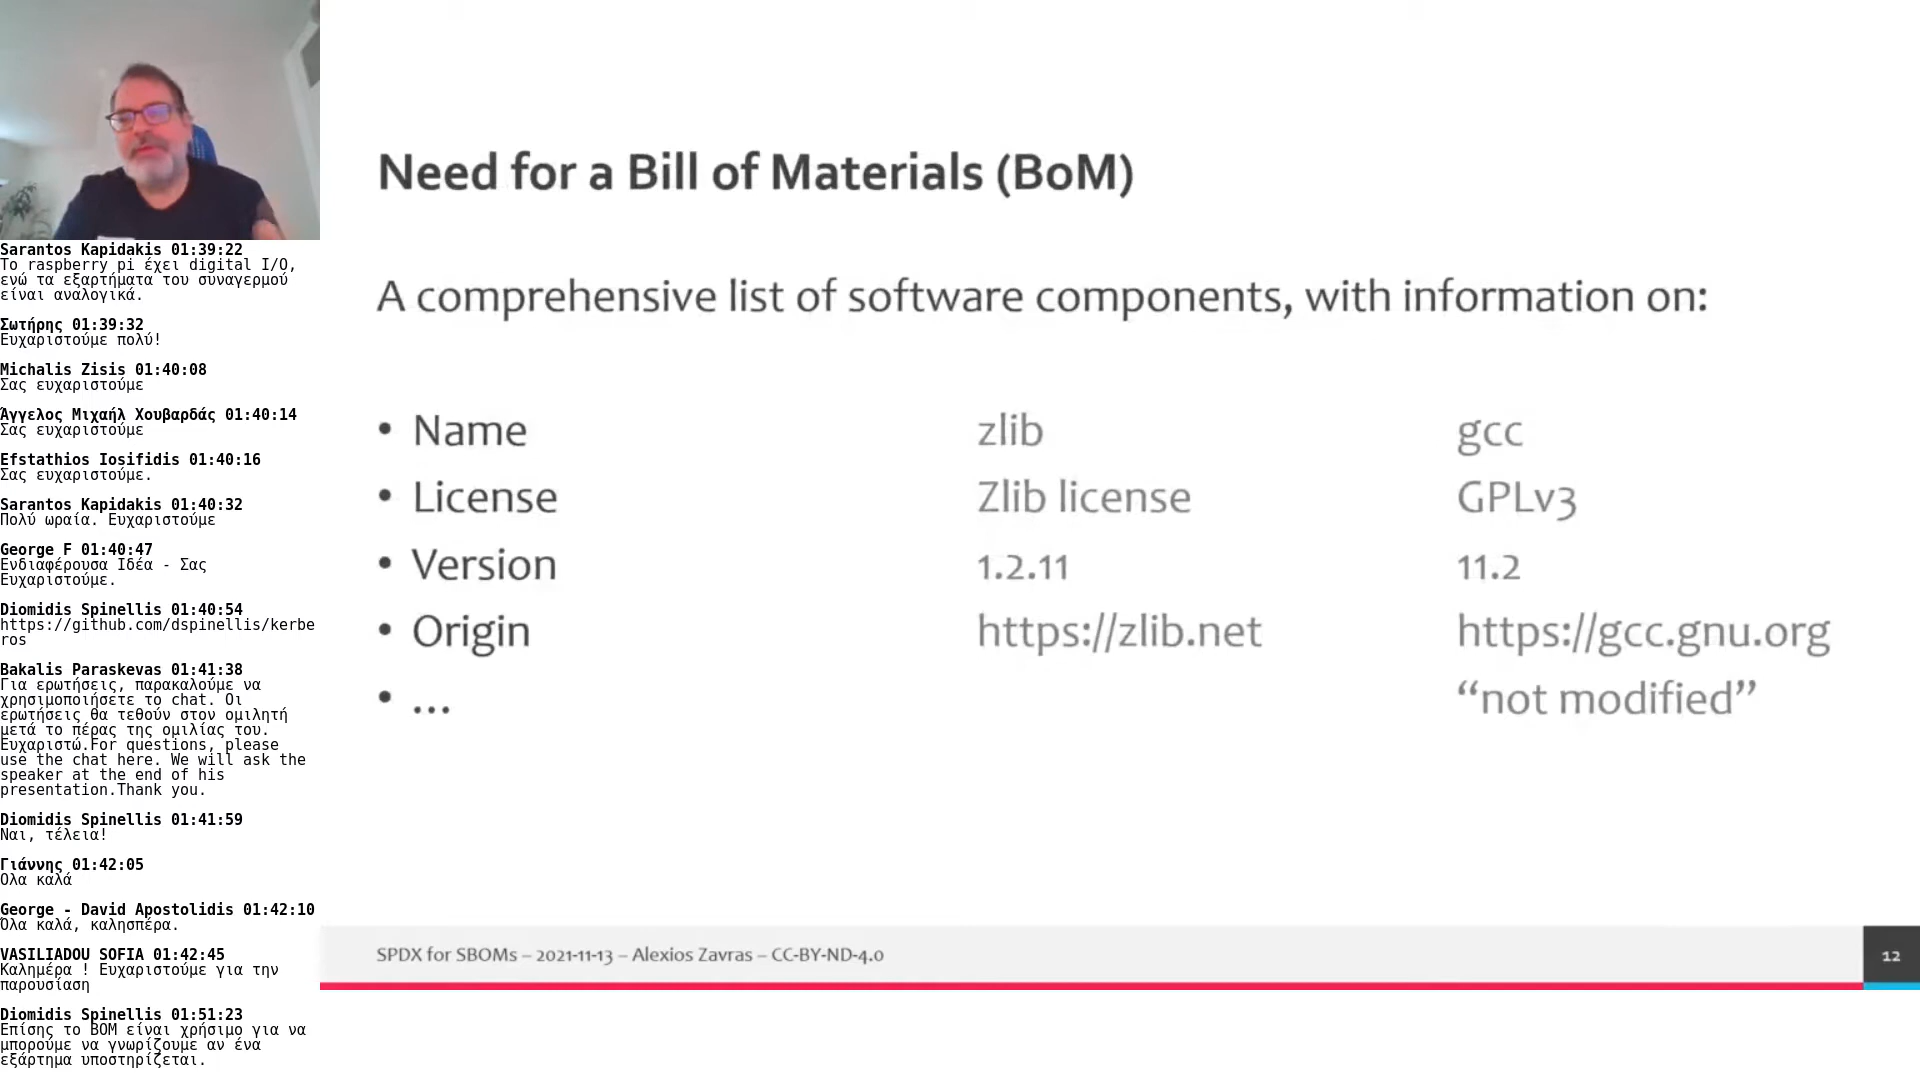 Sarantos Kapidakis 01:39:22
Το raspberry pi έχει digital I/O,
ενώ τα εξαρτήματα του συναγερμού
είναι αναλογικά.
Σωτήρης 01:39:32
Ευχαριστούμε πολύ!
Michalis Zisis 01:40:08
Σας ευχαριστούμε
Άγγελος Μιχαήλ Χουβαρδάς 01:40:14
Σας ευχαριστούμε
Efstathios Iosifidis 01:40:16
Σας ευχαριστούμε.
Sarantos Kapidakis 01:40:32
Πολύ ωραία. Ευχαριστούμε
George F 01:40:47
Ενδιαφέρουσα Ιδέα - Σας
Ευχαριστούμε.
Diomidis Spinellis 01:40:54
https://github.com/dspinellis/kerbe
ros
Bakalis Paraskevas 01:41:38
Για ερωτήσεις, παρακαλούμε να
χρησιμοποιήσετε το chat. Οι
ερωτήσεις θα τεθούν στον ομιλητή
μετά το πέρας της ομιλίας του.
Ευχαριστώ.For questions, please
use the chat here. We will ask the
speaker at the end of his
presentation.Thank you.
Diomidis Spinellis 01:41:59
Ναι, τέλεια!
Γιάννης 01:42:05
Ολα καλά
George - David Apostolidis 01:42:10
Όλα καλά, καλησπέρα.
VASILIADOU SOFIA 01:42:45
Καλημέρα ! Ευχαριστούμε για την
παρουσίαση
Diomidis Spinellis 01:51:23
Επίσης το BOM είναι χρήσιμο για να
μπορούμε να γνωρίζουμε αν ένα
εξάρτημα υποστηρίζεται.
Need for a Bill of Materials (BoM)
A comprehensive list of software components, with information on:
• Name zlib gcc
• License Zlib license GPLv3
• Version 1.2.11 11.2
• Origin https://zlib.net https://gcc.gnu.org
• … “not modified”
SPDX for SBOMs – 2021-11-13 – Alexios Zavras – CC-BY-ND-4.0 12